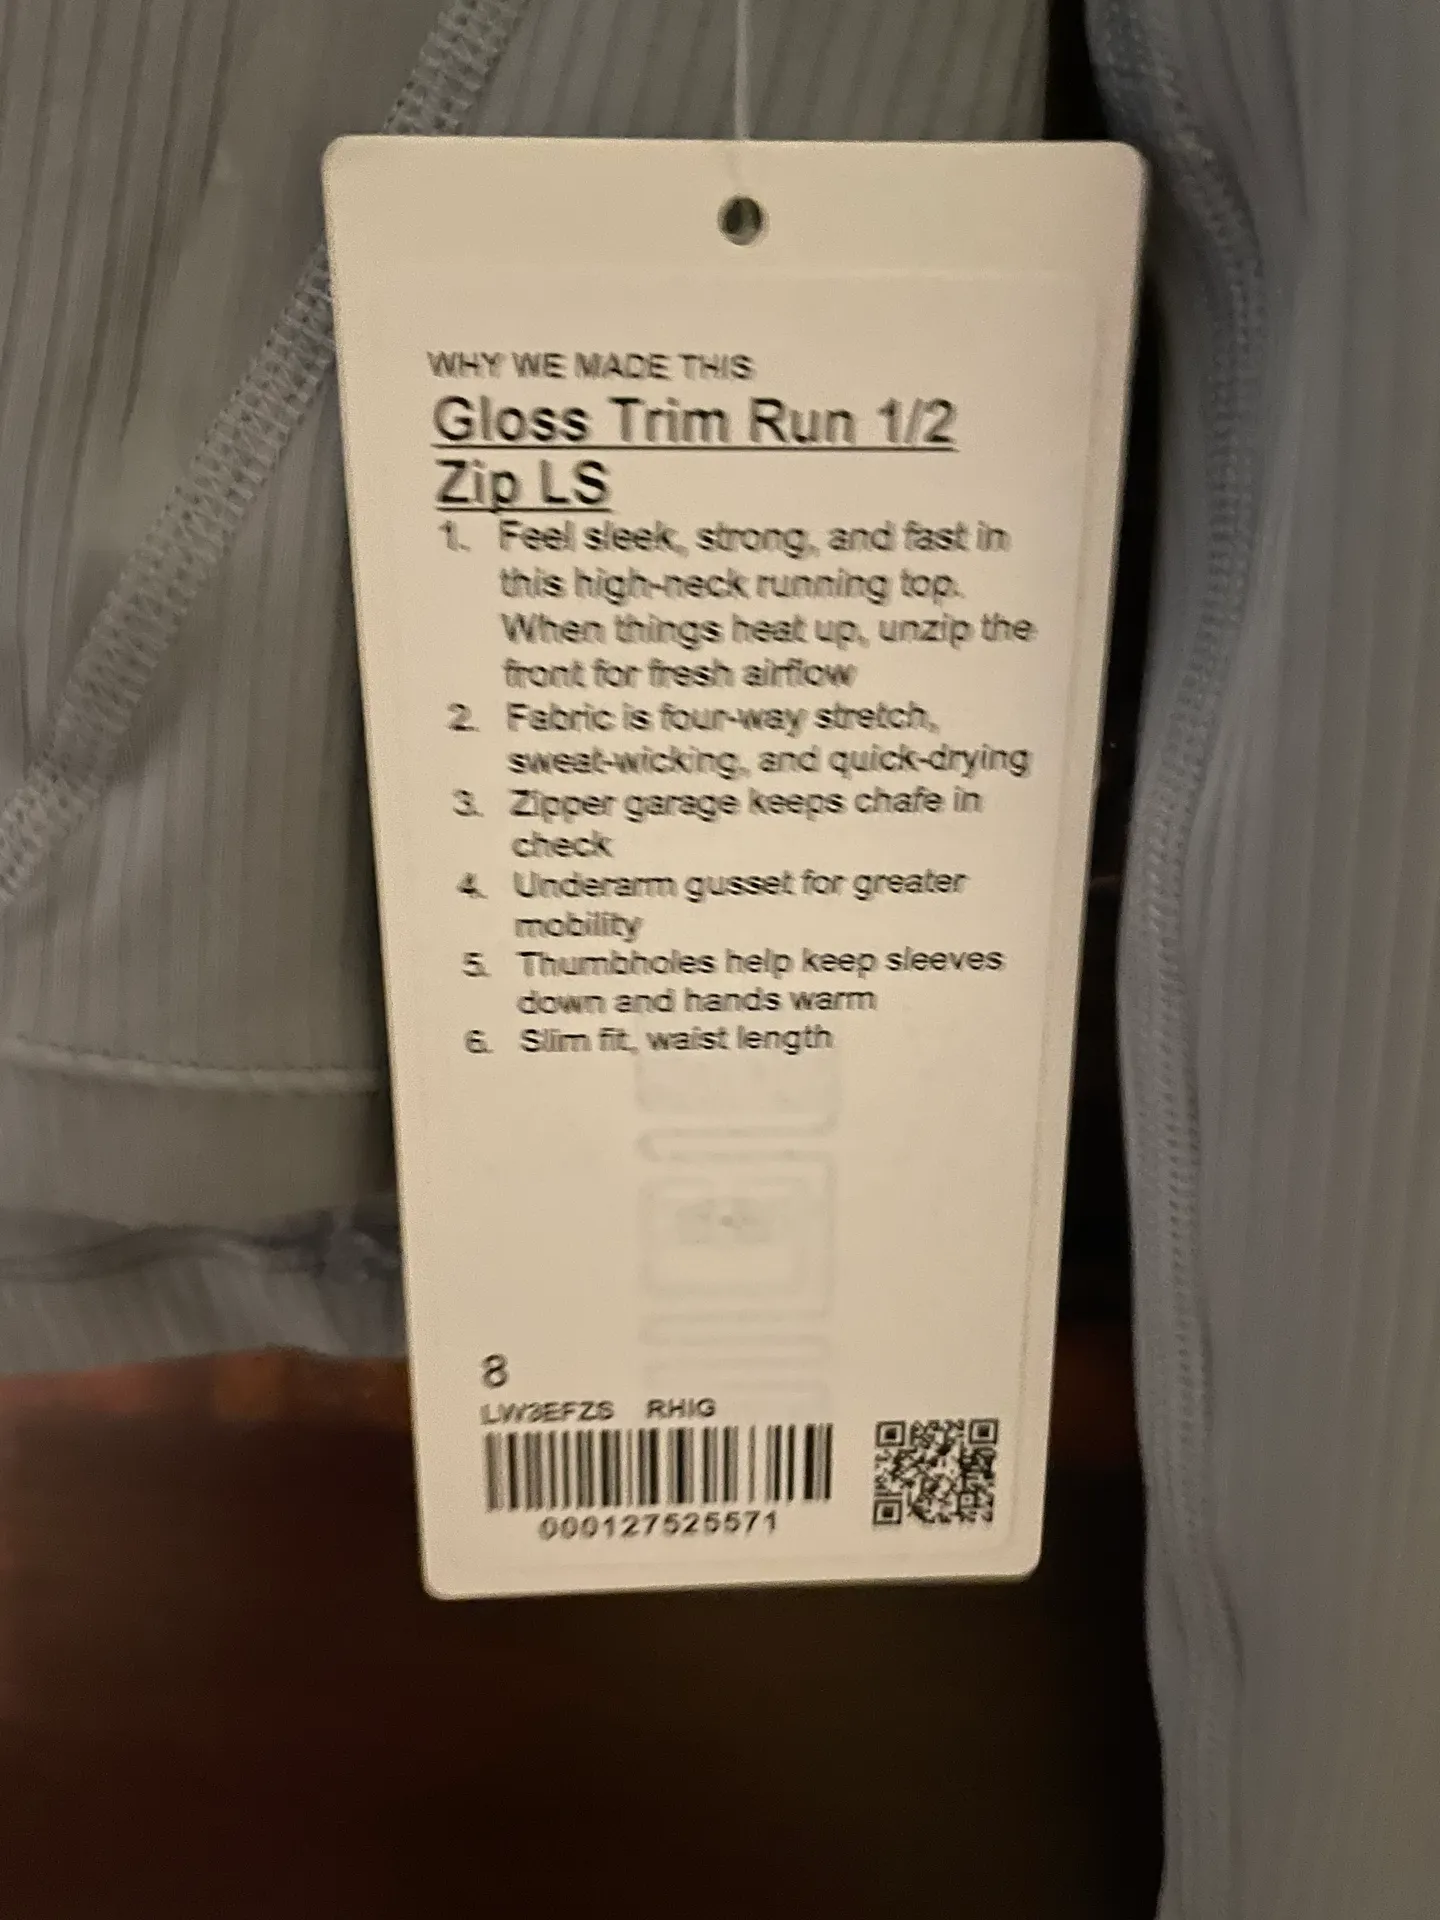 WHY WE MADE THIS
Gloss Trim Run 1/2
Zip LS
1. Feel sleek, strong, and fast in
this high-neck running top.
When things heat up, unzip the
front for fresh airflow
2. Fabric is four-way stretch,
sweat-wicking, and quick-drying
3. Zipper garage keeps chafe in
check
4. Underarm gusset for greater
mobility
5. Thumbholes help keep sleeves
down and hands warm
6. Slim fit, waist length
8
LW3EFZS RHIG
000127525571